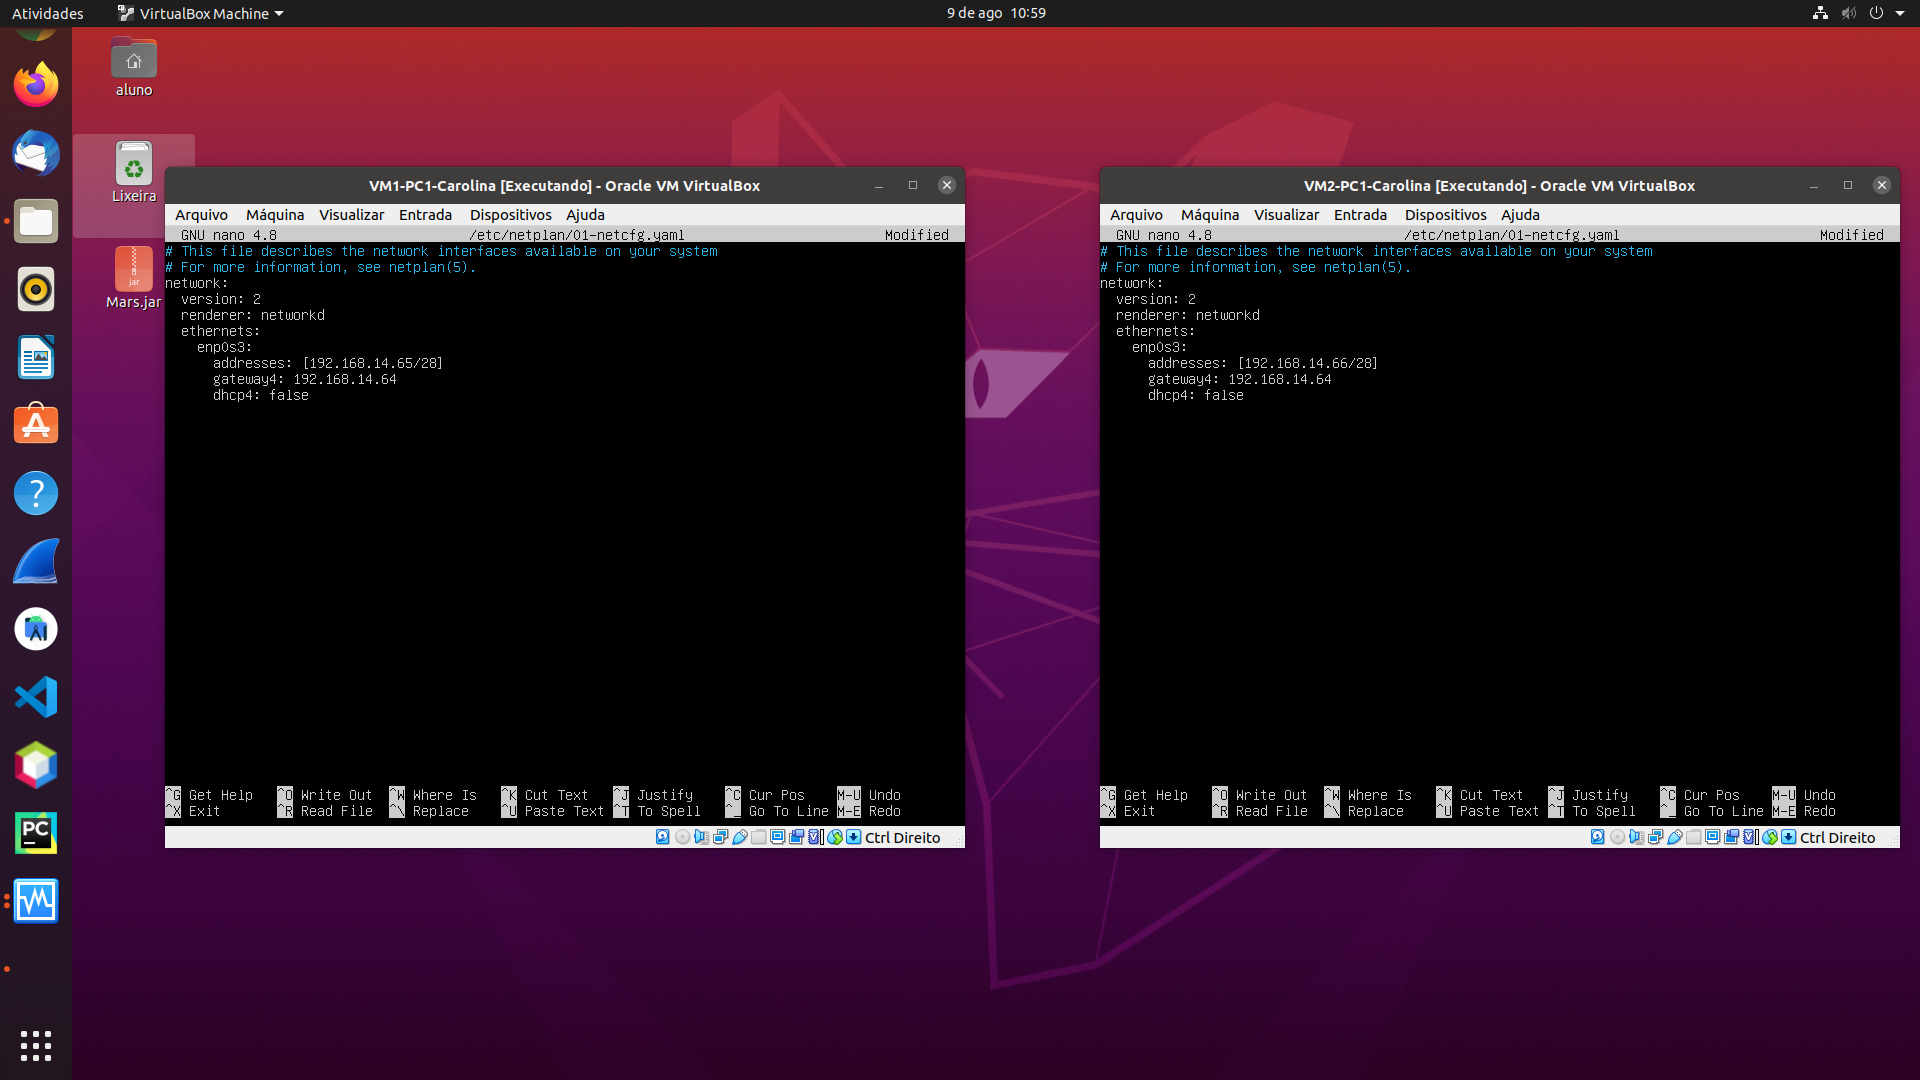 Atividades VirtualBox Machine 9 de ago 10:59
aluno
Lixeira
jar
Mars.jar
VM1-PC1-Carolina [Executando] - Oracle VM VirtualBox
Arquivo Máquina Visualizar Entrada Dispositivos Ajuda
GNU nano 4.8 /etc/netplan/01-netcfg.yaml Modified
# This file describes the network interfaces available on your system
# For more information, see netplan(5).
network:
  version: 2
  renderer: networkd
  ethernets:
    enp0s3:
      addresses: [192.168.14.65/28]
      gateway4: 192.168.14.64
      dhcp4: false
^G Get Help ^O Write Out ^W Where Is ^K Cut Text ^J Justify ^C Cur Pos M-U Undo
^X Exit ^R Read File ^\ Replace ^U Paste Text ^T To Spell ^_ Go To Line M-E Redo
Ctrl Direito
VM2-PC1-Carolina [Executando] - Oracle VM VirtualBox
Arquivo Máquina Visualizar Entrada Dispositivos Ajuda
GNU nano 4.8 /etc/netplan/01-netcfg.yaml Modified
# This file describes the network interfaces available on your system
# For more information, see netplan(5).
network:
  version: 2
  renderer: networkd
  ethernets:
    enp0s3:
      addresses: [192.168.14.66/28]
      gateway4: 192.168.14.64
      dhcp4: false
^G Get Help ^O Write Out ^W Where Is ^K Cut Text ^J Justify ^C Cur Pos M-U Undo
^X Exit ^R Read File ^\ Replace ^U Paste Text ^T To Spell ^_ Go To Line M-E Redo
Ctrl Direito
PC